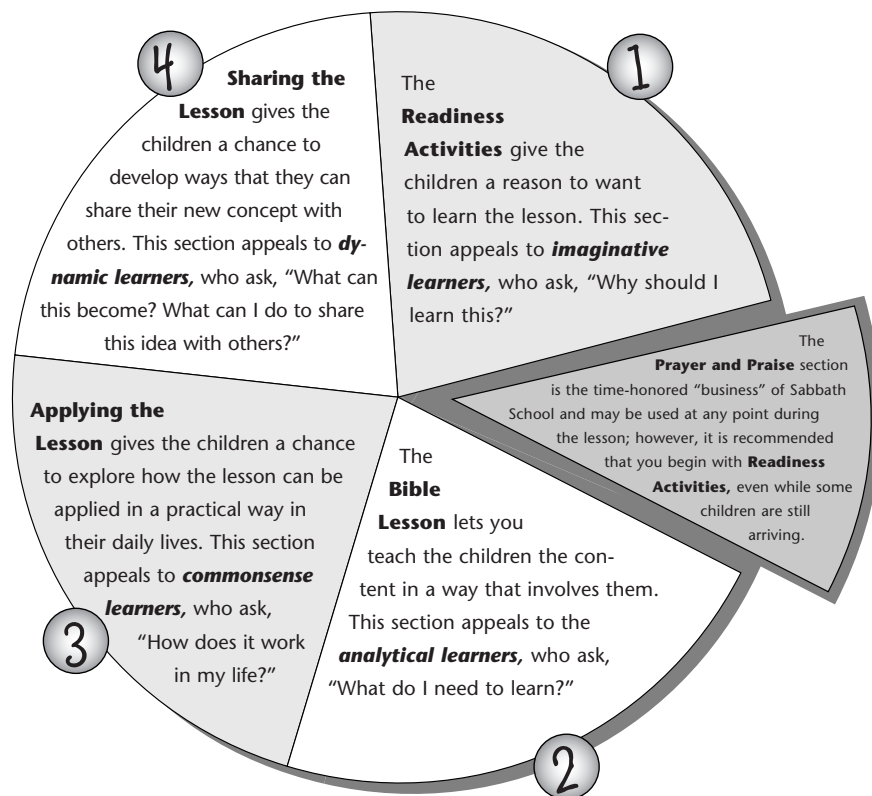 1
The
Readiness
Activities give the
children a reason to want
to learn the lesson. This sec-
tion appeals to imaginative
learners, who ask, “Why should I
learn this?”
The
Prayer and Praise section
is the time-honored “business” of Sabbath
School and may be used at any point during
the lesson; however, it is recommended
that you begin with Readiness
Activities, even while some
children are still
arriving.
2
The
Bible
Lesson lets you
teach the children the con-
tent in a way that involves them.
This section appeals to the
analytical learners, who ask,
“What do I need to learn?”
3
Applying the
Lesson gives the children a chance
to explore how the lesson can be
applied in a practical way in
their daily lives. This section
appeals to commonsense
learners, who ask,
“How does it work
in my life?”
4
Sharing the
Lesson gives the
children a chance to
develop ways that they can
share their new concept with
others. This section appeals to dy-
namic learners, who ask, “What can
this become? What can I do to share
this idea with others?”